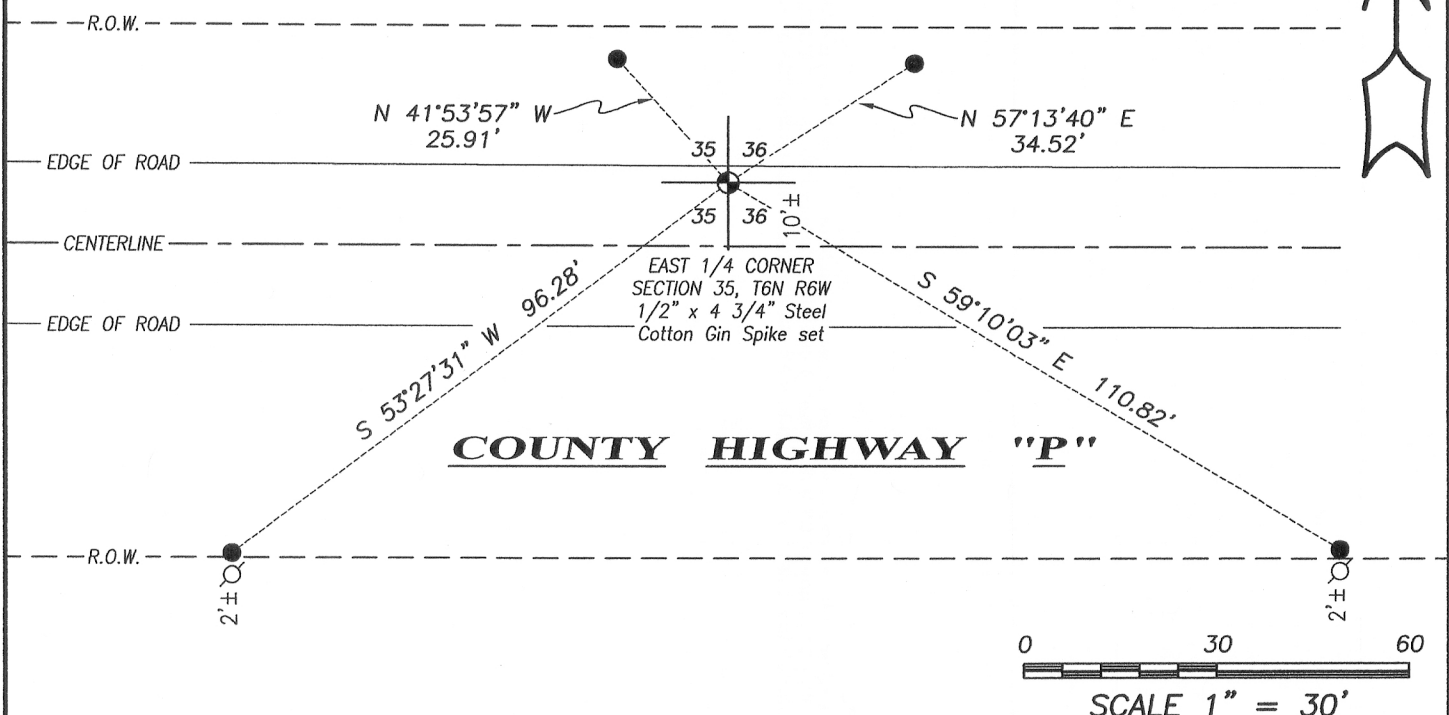 R.O.W.
N 41°53'57" W
25.91'
N 57°13'40" E
34.52'
EDGE OF ROAD
35 36
35 36
10'±
CENTERLINE
EAST 1/4 CORNER
SECTION 35, T6N R6W
1/2" x 4 3/4" Steel
Cotton Gin Spike set
EDGE OF ROAD
S 53°27'31" W 96.28'
S 59°10'03" E 110.82'
COUNTY HIGHWAY "P"
R.O.W.
2'±
2'±
0 30 60
SCALE 1" = 30'